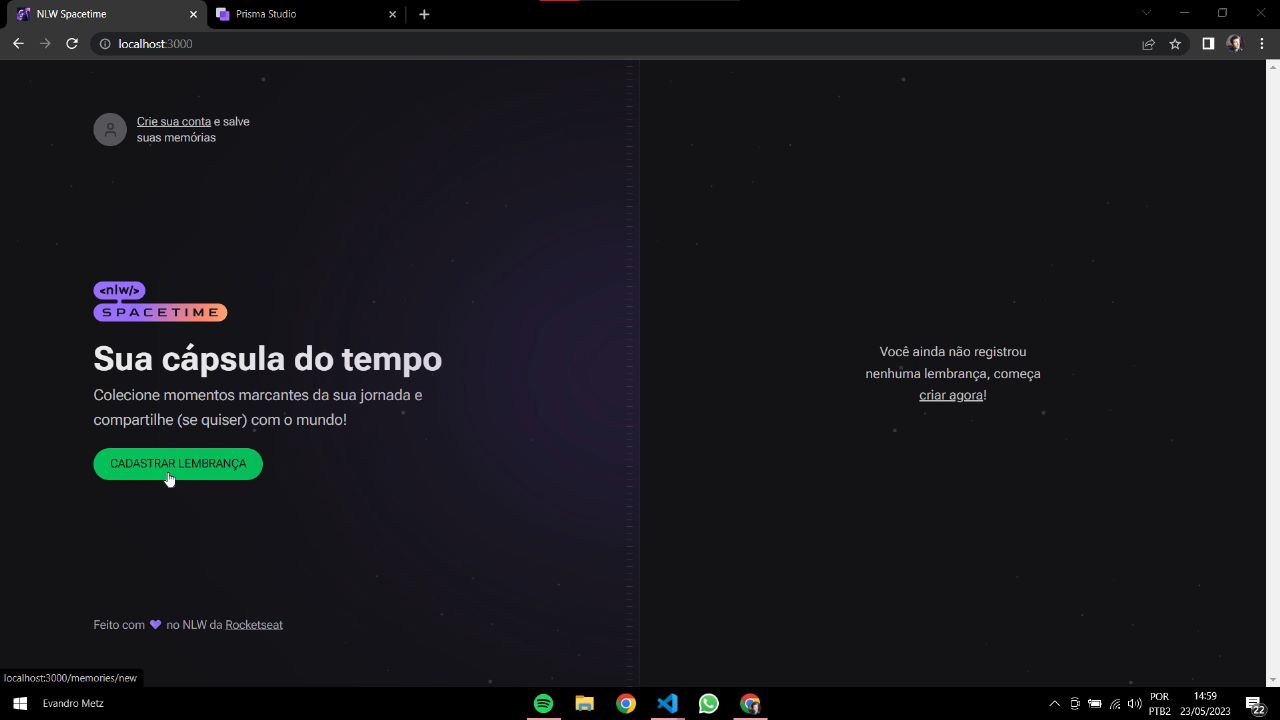 NLW Spacetime
Prisma Studio
localhost:3000
Crie sua conta e salve
suas memórias
<nlw/>
SPACETIME
Sua cápsula do tempo
Colecione momentos marcantes da sua jornada e
compartilhe (se quiser) com o mundo!
CADASTRAR LEMBRANÇA
Você ainda não registrou
nenhuma lembrança, começa
criar agora!
Feito com 💜 no NLW da Rocketseat
localhost:3000/memories/new
Evandro Metz
POR
PTB2
14:59
23/05/2023
22